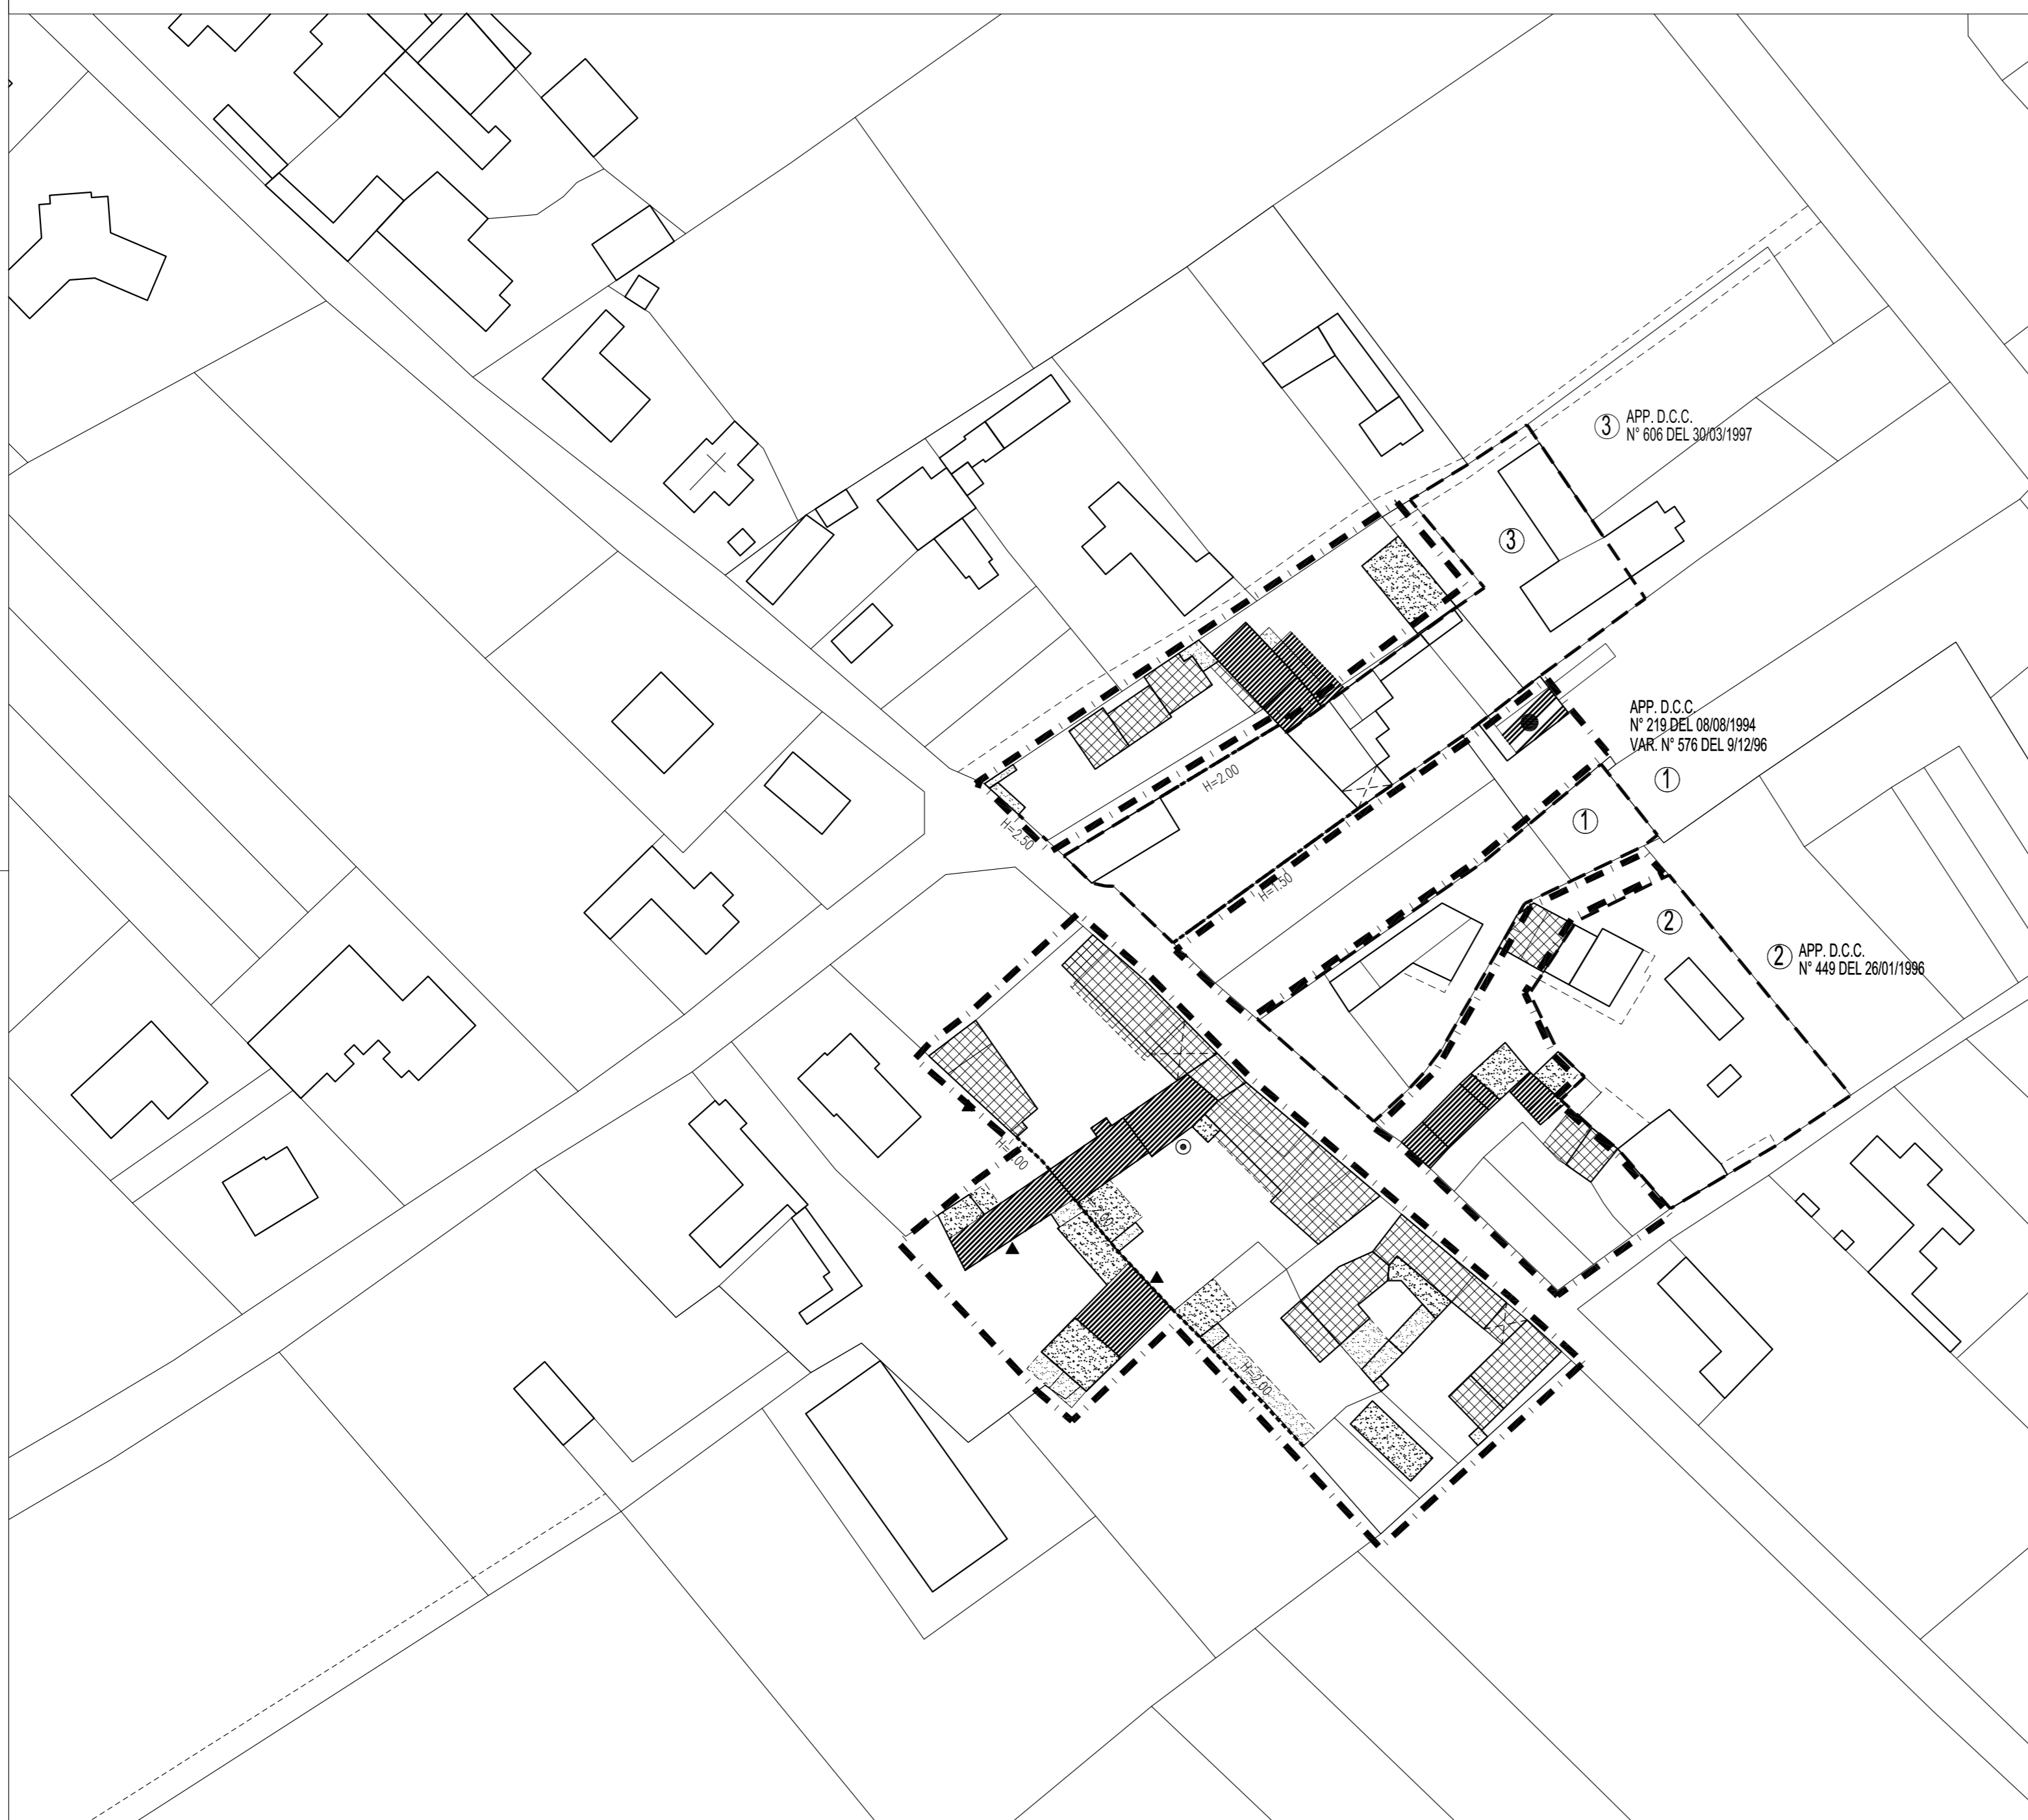 3 APP. D.C.C.
N° 606 DEL 30/03/1997
3
APP. D.C.C.
N° 219 DEL 08/08/1994
VAR. N° 576 DEL 9/12/96
1
1
H=2.00
H=2.50
H=1.50
2
2 APP. D.C.C.
N° 449 DEL 26/01/1996
H=2.00